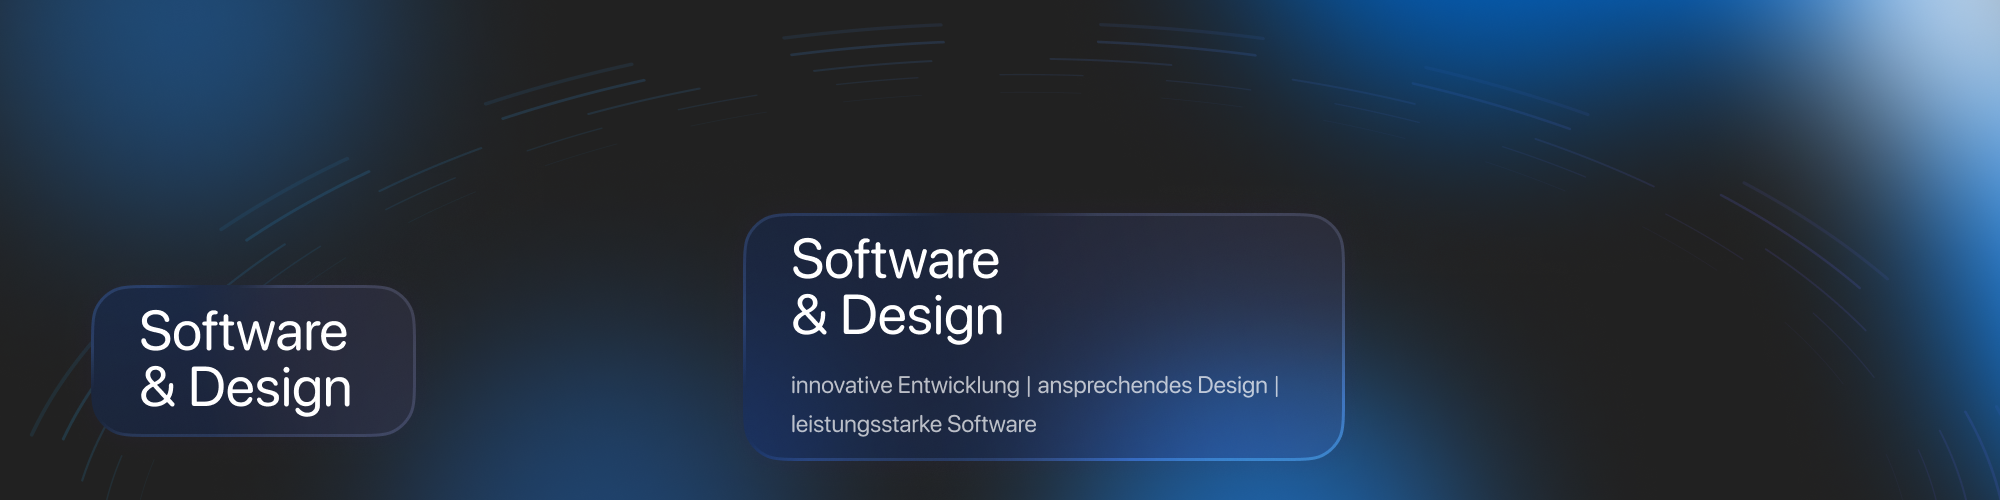 Software
& Design
Software
& Design
innovative Entwicklung | ansprechendes Design |
leistungsstarke Software